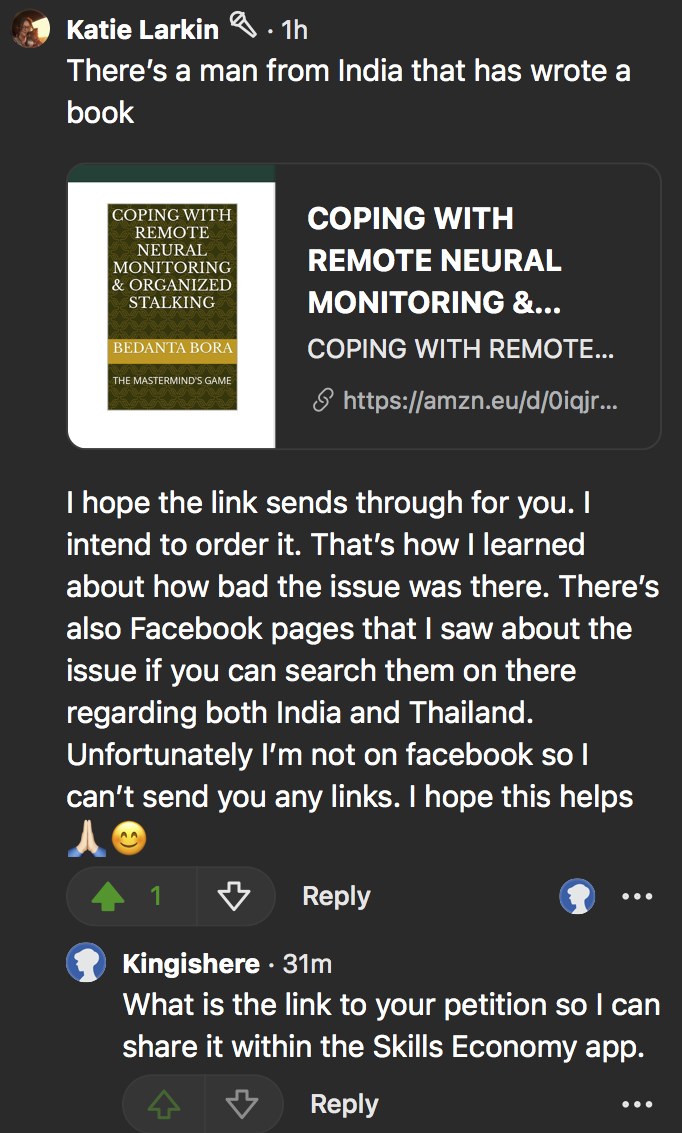 Katie Larkin · 1h
There's a man from India that has wrote a
book
COPING WITH
REMOTE
NEURAL
MONITORING
& ORGANIZED
STALKING
BEDANTA BORA
THE MASTERMIND'S GAME
COPING WITH
REMOTE NEURAL
MONITORING &...
COPING WITH REMOTE...
https://amzn.eu/d/0iqjr...
I hope the link sends through for you. I
intend to order it. That's how I learned
about how bad the issue was there. There's
also Facebook pages that I saw about the
issue if you can search them on there
regarding both India and Thailand.
Unfortunately I'm not on facebook so I
can't send you any links. I hope this helps
🙏🏻😊
1 Reply
Kingishere · 31m
What is the link to your petition so I can
share it within the Skills Economy app.
Reply